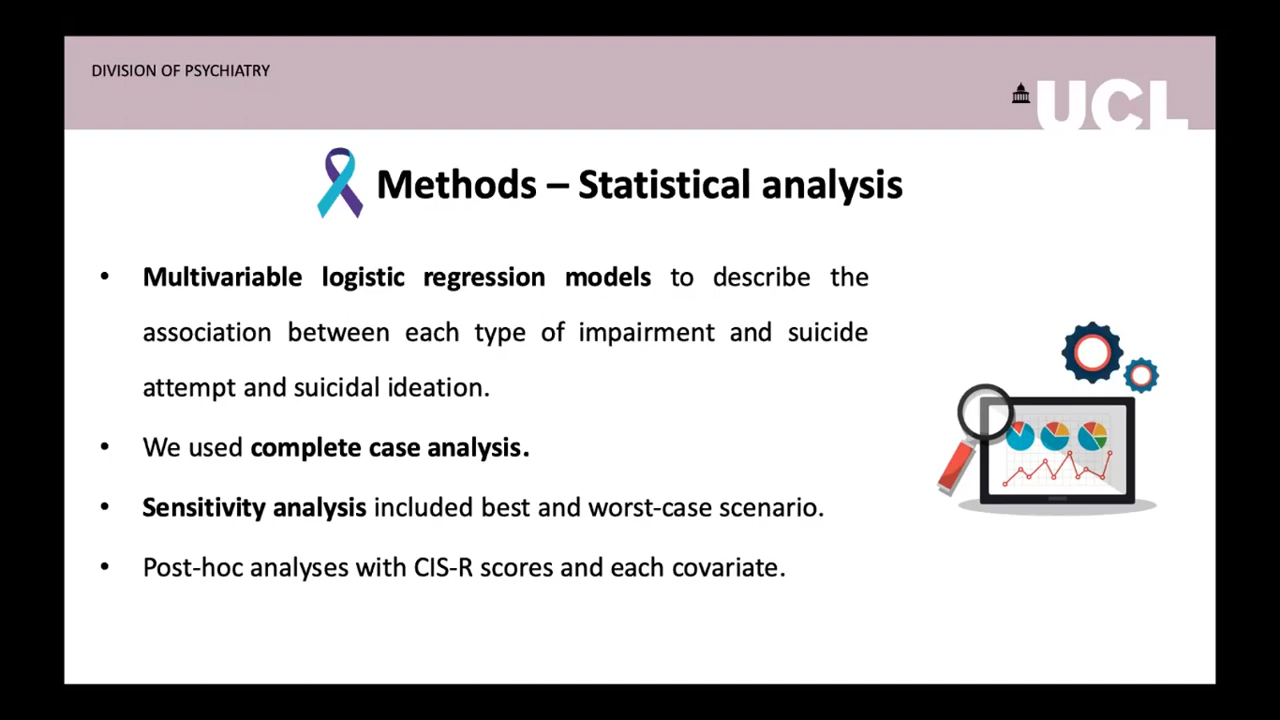 DIVISION OF PSYCHIATRY
UCL
Methods – Statistical analysis
• Multivariable logistic regression models to describe the
association between each type of impairment and suicide
attempt and suicidal ideation.
• We used complete case analysis.
• Sensitivity analysis included best and worst-case scenario.
• Post-hoc analyses with CIS-R scores and each covariate.